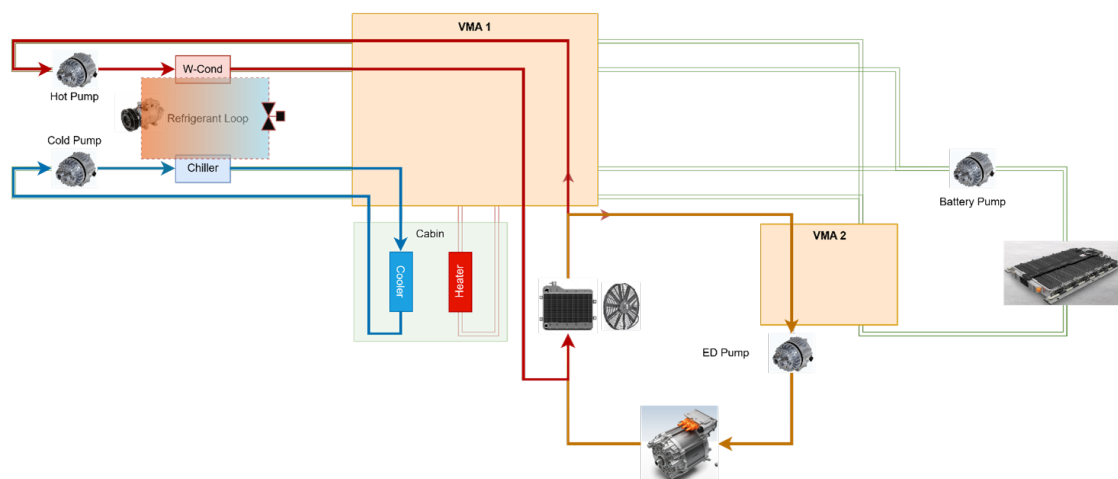 VMA 1
W-Cond
Hot Pump
Refrigerant Loop
Cold Pump
Chiller
Battery Pump
Cabin
VMA 2
Cooler
Heater
ED Pump